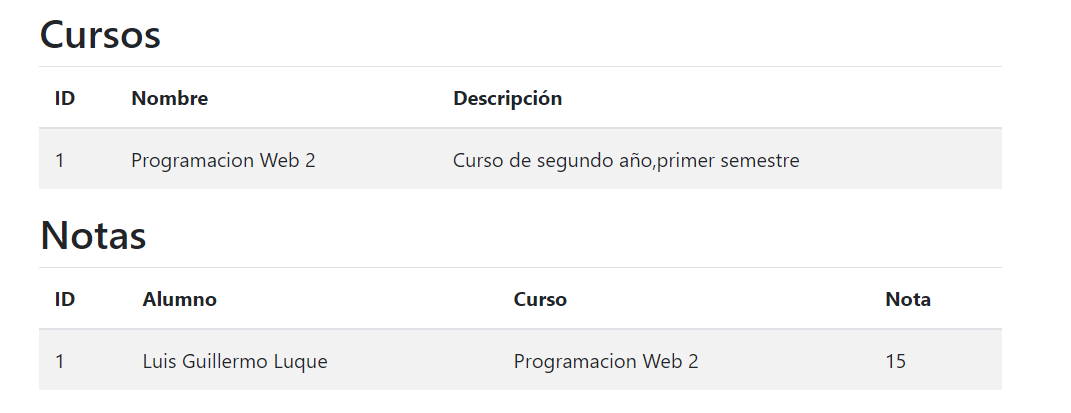 Cursos
ID Nombre Descripción
1 Programacion Web 2 Curso de segundo año,primer semestre
Notas
ID Alumno Curso Nota
1 Luis Guillermo Luque Programacion Web 2 15